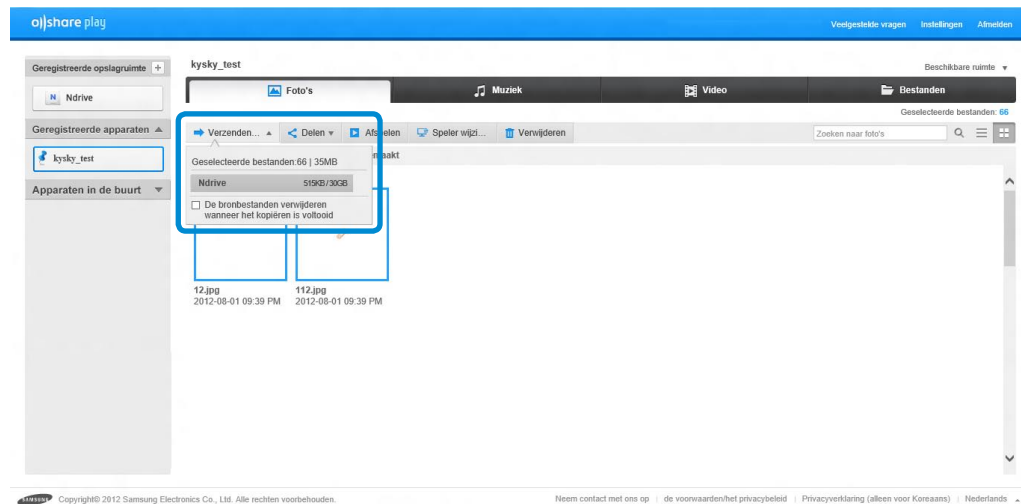 allshare play
Veelgestelde vragen Instellingen Afmelden
Geregistreerde opslagruimte +
N Ndrive
Geregistreerde apparaten
kysky_test
Apparaten in de buurt
kysky_test
Beschikbare ruimte
Foto's Muziek Video Bestanden
Geselecteerde bestanden: 66
Verzenden... Delen Afspelen Speler wijzi... Verwijderen
Zoeken naar foto's
Geselecteerde bestanden:66 | 35MB
Ndrive 515KB/30GB
De bronbestanden verwijderen
wanneer het kopiëren is voltooid
12.jpg
2012-08-01 09:39 PM
112.jpg
2012-08-01 09:39 PM
SAMSUNG Copyright© 2012 Samsung Electronics Co., Ltd. Alle rechten voorbehouden.
Neem contact met ons op | de voorwaarden/het privacybeleid | Privacyverklaring (alleen voor Koreaans) | Nederlands